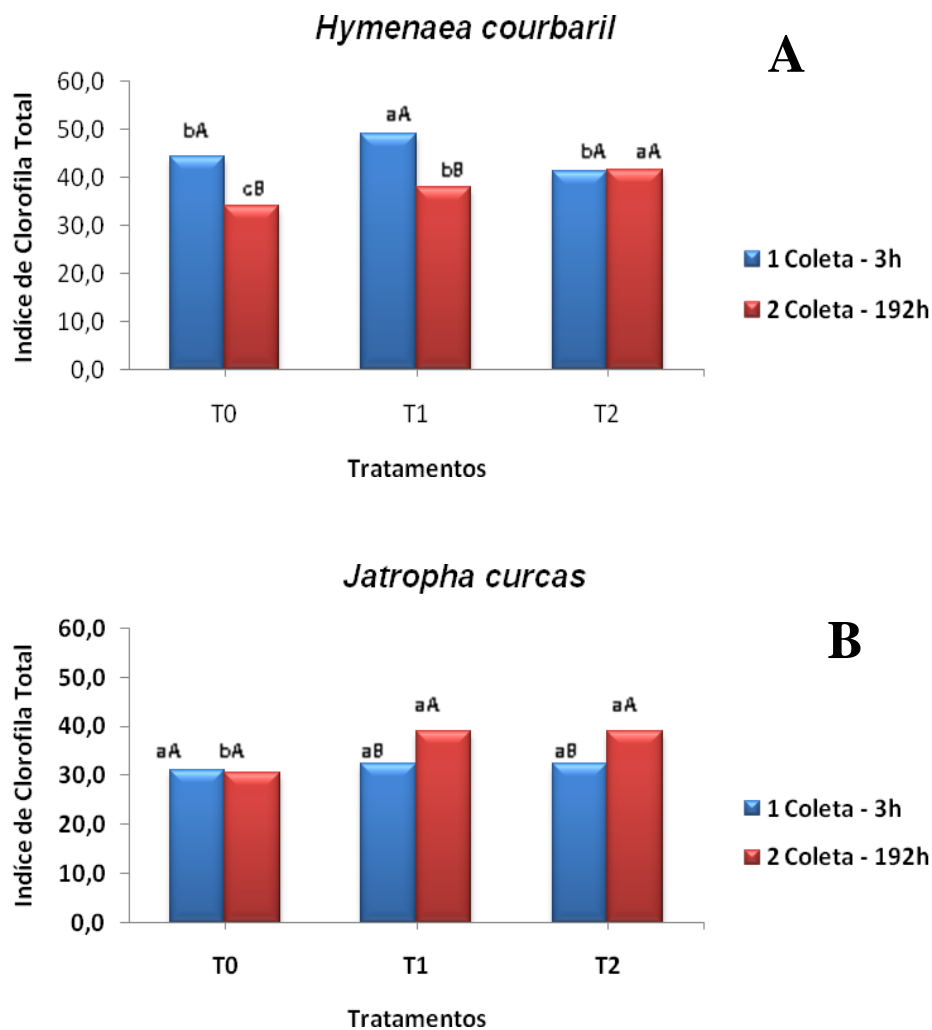 Hymenaea courbaril
A
Indíce de Clorofila Total
60,0
50,0
40,0
30,0
20,0
10,0
0,0
bA
cB
aA
bB
bA
aA
T0
T1
T2
Tratamentos
1 Coleta - 3h
2 Coleta - 192h
Jatropha curcas
B
Indíce de Clorofila Total
60,0
50,0
40,0
30,0
20,0
10,0
0,0
aA
bA
aB
aA
aB
aA
T0
T1
T2
Tratamentos
1 Coleta - 3h
2 Coleta - 192h